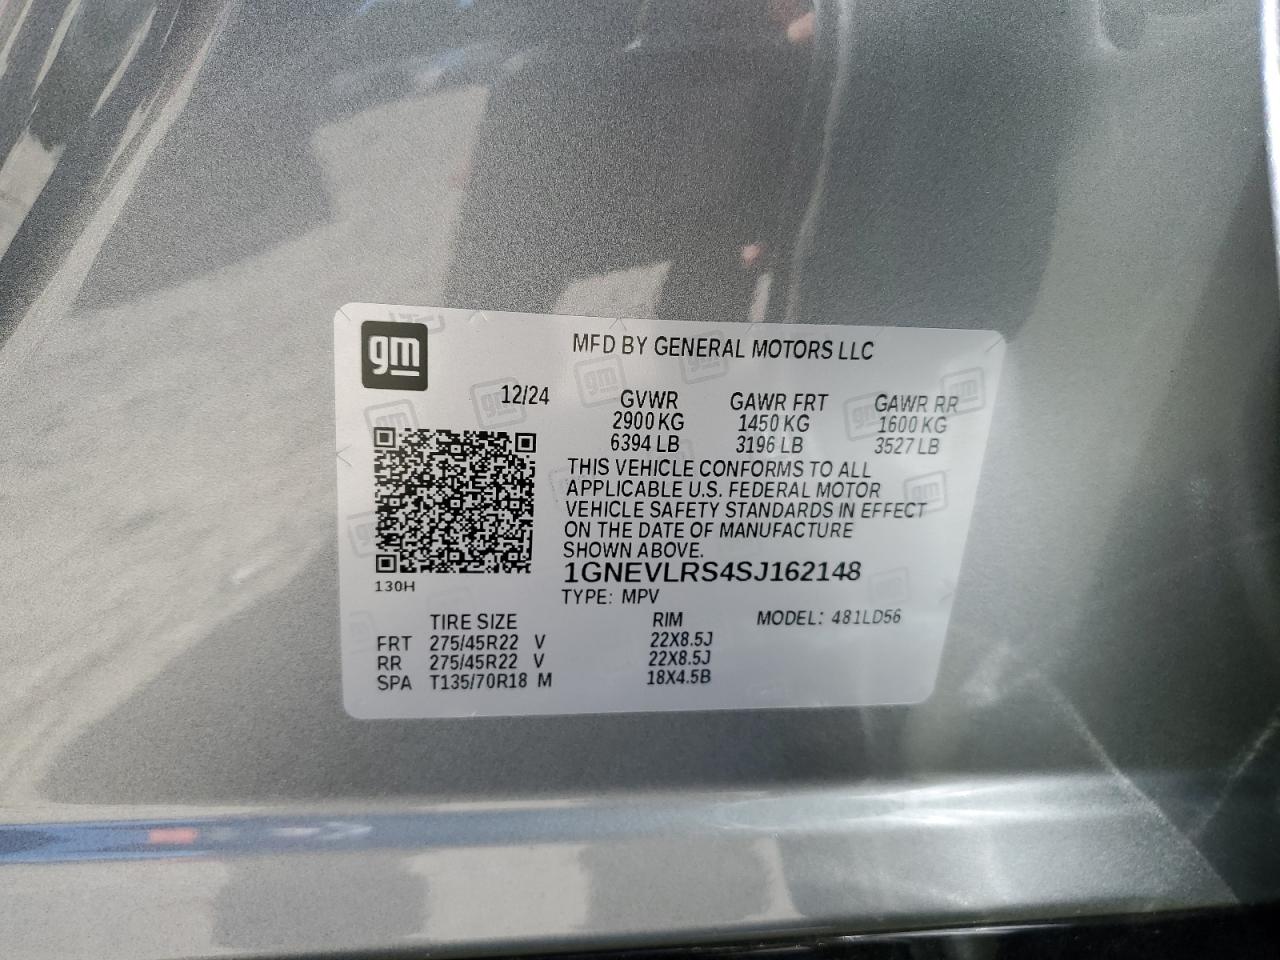 gm
MFD BY GENERAL MOTORS LLC
12/24 GVWR GAWR FRT GAWR RR
2900 KG 1450 KG 1600 KG
6394 LB 3196 LB 3527 LB
THIS VEHICLE CONFORMS TO ALL
APPLICABLE U.S. FEDERAL MOTOR
VEHICLE SAFETY STANDARDS IN EFFECT
ON THE DATE OF MANUFACTURE
SHOWN ABOVE.
130H
1GNEVLRS4SJ162148
TYPE: MPV
TIRE SIZE RIM MODEL: 481LD56
FRT 275/45R22 V 22X8.5J
RR 275/45R22 V 22X8.5J
SPA T135/70R18 M 18X4.5B